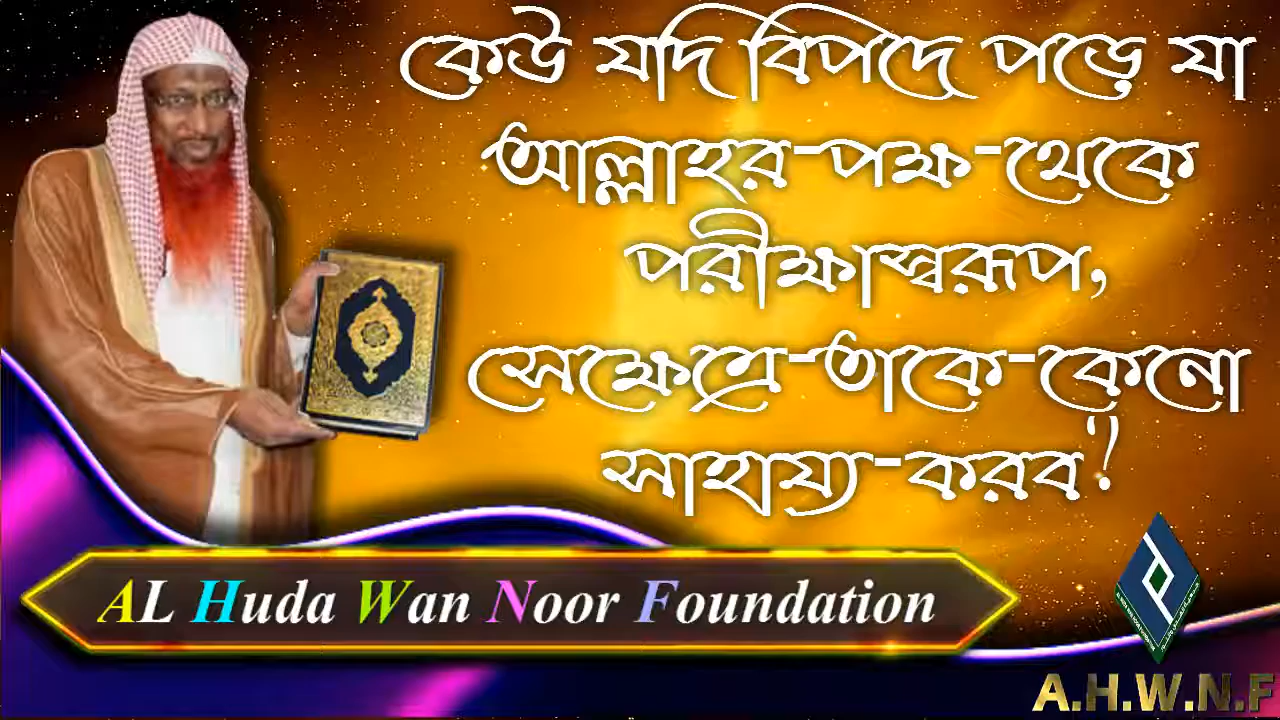 কেউ যদি বিপদে পড়ে যা
আল্লাহর-পক্ষ-থেকে
পরীক্ষাস্বরূপ,
সেক্ষেত্রে-তাকে-কেনো
সাহায্য-করব?
AL Huda Wan Noor Foundation
A.H.W.N.F